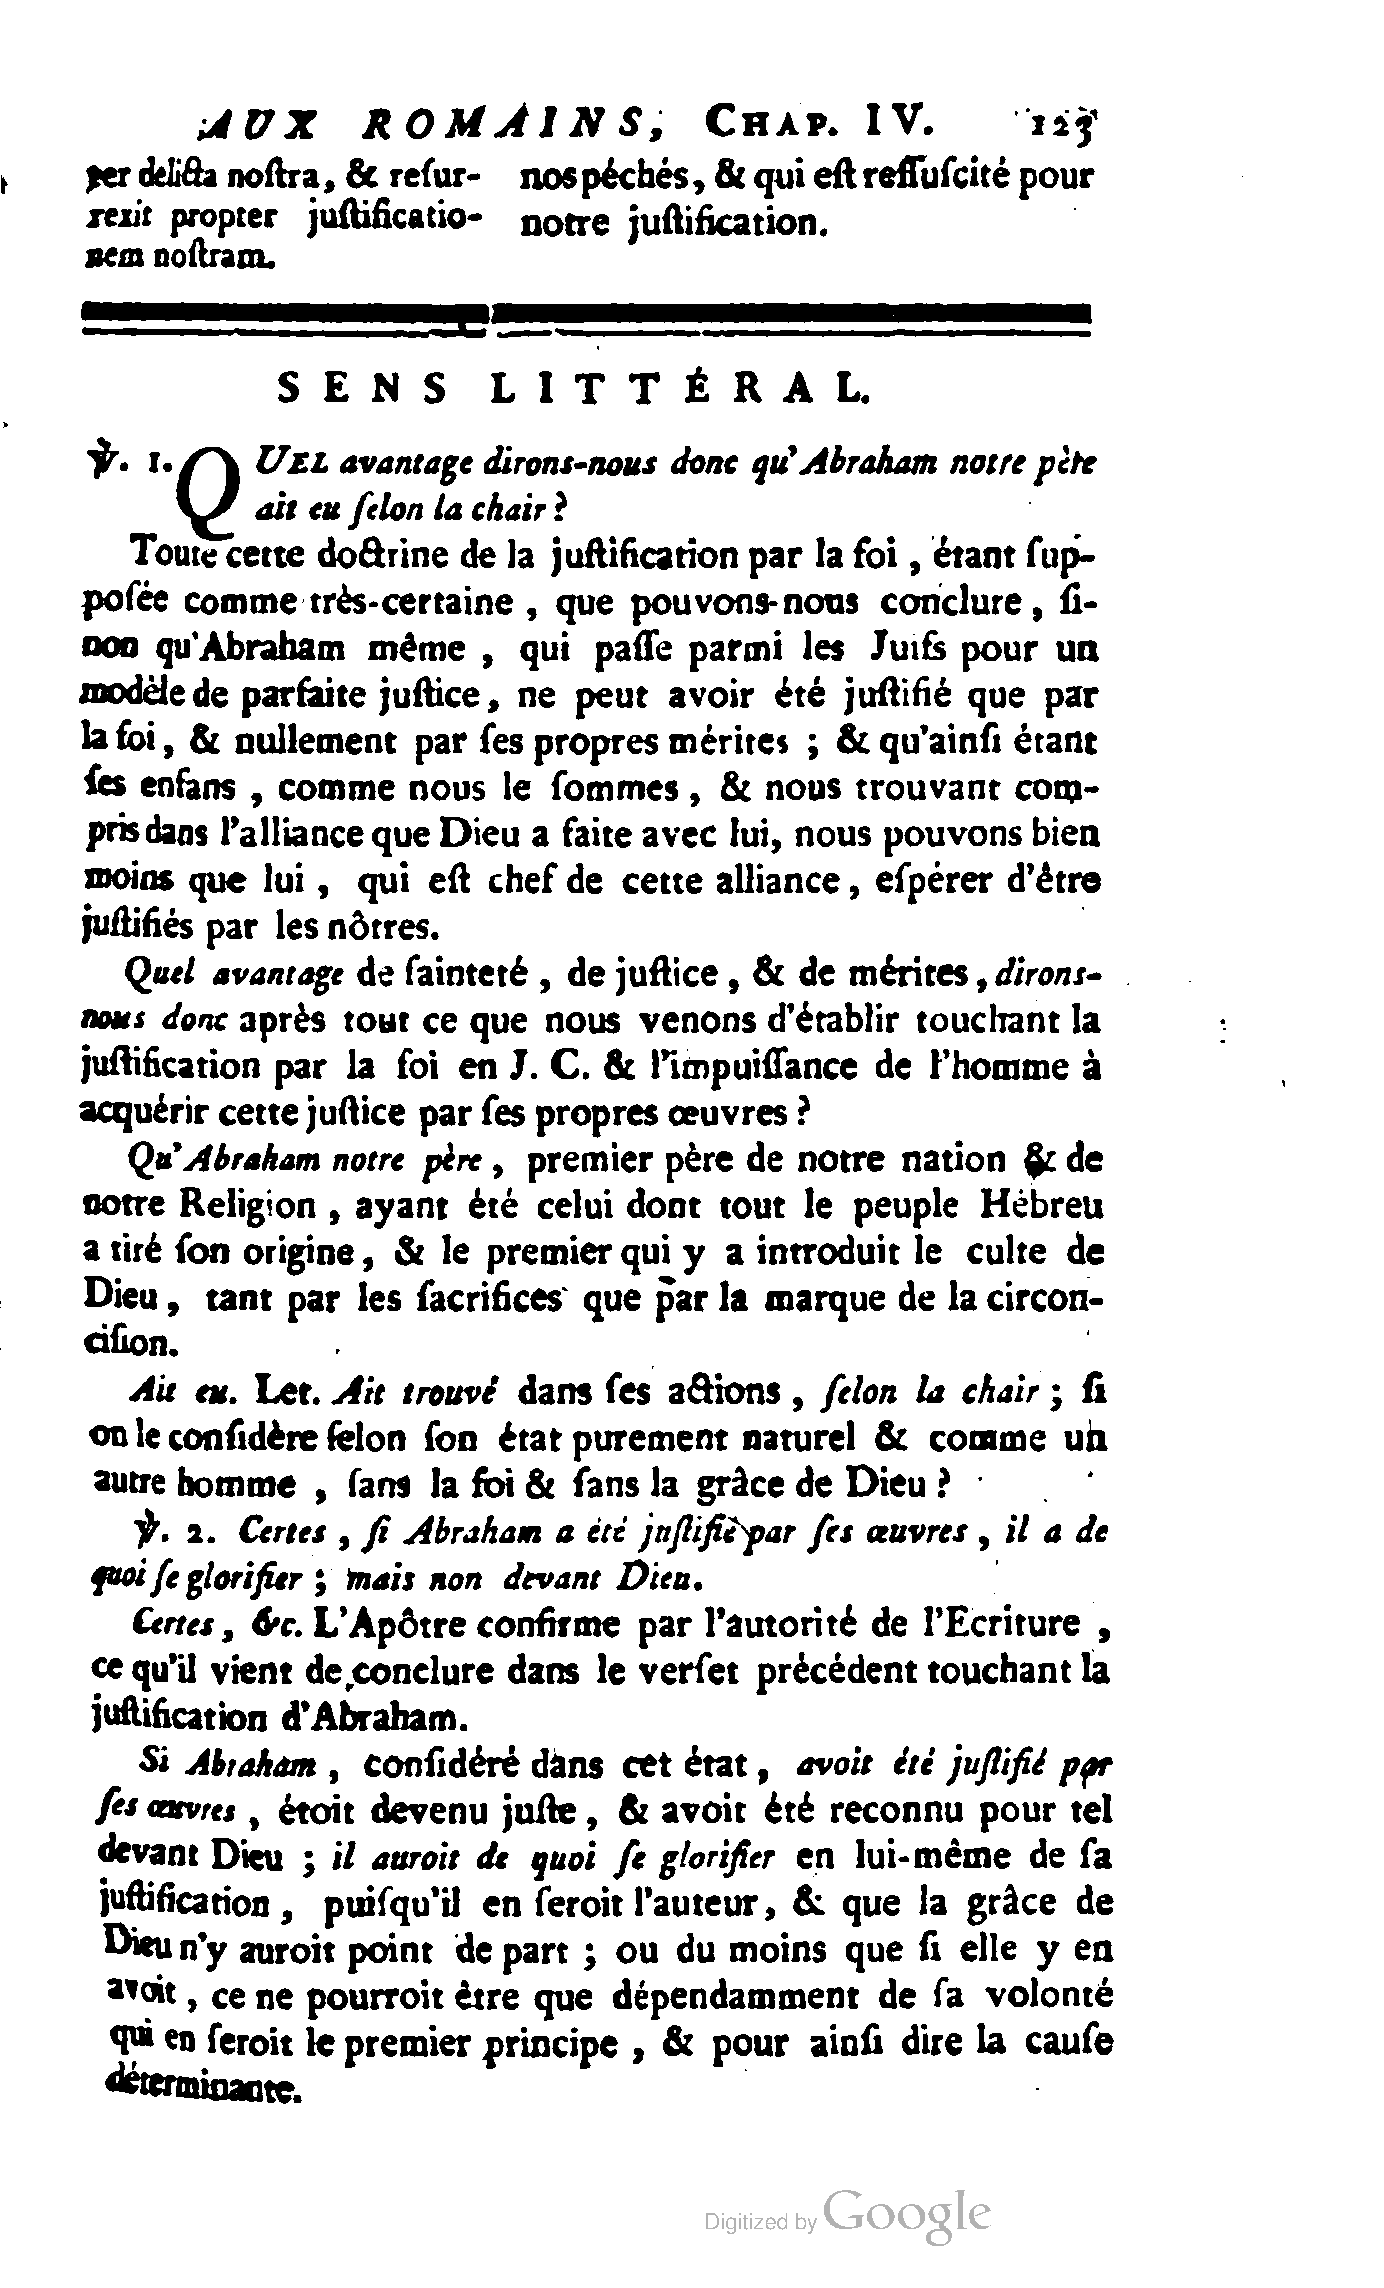 AUX ROMAINS, CHAP. IV. 123
ter delicta noſtra, & reſur-
rexit propter juſtificatio-
nem noſtram.
nos péchés, & qui eſt reſſuſcité pour
notre juſtification.
SENS LITTÉRAL.
℣. 1. QUEL avantage dirons-nous donc qu'Abraham notre père
ait eu ſelon la chair ?
Toute cette doctrine de la juſtification par la foi, étant ſup-
poſée comme très-certaine, que pouvons-nous conclure, ſi-
non qu'Abraham même, qui paſſe parmi les Juifs pour un
modèle de parfaite juſtice, ne peut avoir été juſtifié que par
la foi, & nullement par ſes propres mérites ; & qu'ainſi étant
ſes enfans, comme nous le ſommes, & nous trouvant com-
pris dans l'alliance que Dieu a faite avec lui, nous pouvons bien
moins que lui, qui eſt chef de cette alliance, eſpérer d'être
juſtifiés par les nôtres.
Quel avantage de ſainteté, de juſtice, & de mérites, dirons-
nous donc après tout ce que nous venons d'établir touchant la
juſtification par la foi en J. C. & l'impuiſſance de l'homme à
acquérir cette juſtice par ſes propres œuvres ?
Qu'Abraham notre père, premier père de notre nation & de
notre Religion, ayant été celui dont tout le peuple Hébreu
a tiré ſon origine, & le premier qui y a introduit le culte de
Dieu, tant par les ſacrifices que par la marque de la circon-
ciſion.
Ait eu. Let. Ait trouvé dans ſes actions, ſelon la chair ; ſi
on le conſidère ſelon ſon état purement naturel & comme un
autre homme, ſans la foi & ſans la grâce de Dieu ?
℣. 2. Certes, ſi Abraham a été juſtifié par ſes œuvres, il a de
quoi ſe glorifier ; mais non devant Dieu.
Certes, &c. L'Apôtre confirme par l'autorité de l'Ecriture,
ce qu'il vient de conclure dans le verſet précédent touchant la
juſtification d'Abraham.
Si Abraham, conſidéré dans cet état, avoit été juſtifié par
ſes œuvres, étoit devenu juſte, & avoit été reconnu pour tel
devant Dieu ; il auroit de quoi ſe glorifier en lui-même de ſa
juſtification, puiſqu'il en ſeroit l'auteur, & que la grâce de
Dieu n'y auroit point de part ; ou du moins que ſi elle y en
avoit, ce ne pourroit être que dépendamment de ſa volonté
qui en ſeroit le premier principe, & pour ainſi dire la cauſe
déterminante.
Digitized by Google